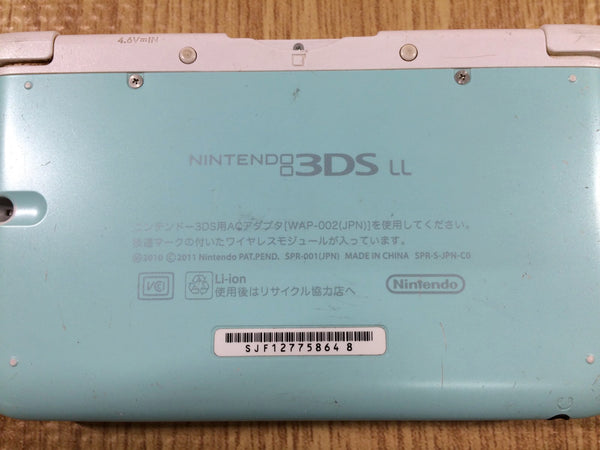 4.6V⎓IN
NINTENDO 3DS LL
ニンテンドー3DS用ACアダプタ[WAP-002(JPN)]を使用してください。
快適マークの付いたワイヤレスモジュールが入っています。
Ⓜ2010 Ⓒ2011 Nintendo PAT.PEND. SPR-001(JPN) MADE IN CHINA SPR-S-JPN-C0
VCI Li-ion
使用後はリサイクル協力店へ
Nintendo
SJF12775864 8